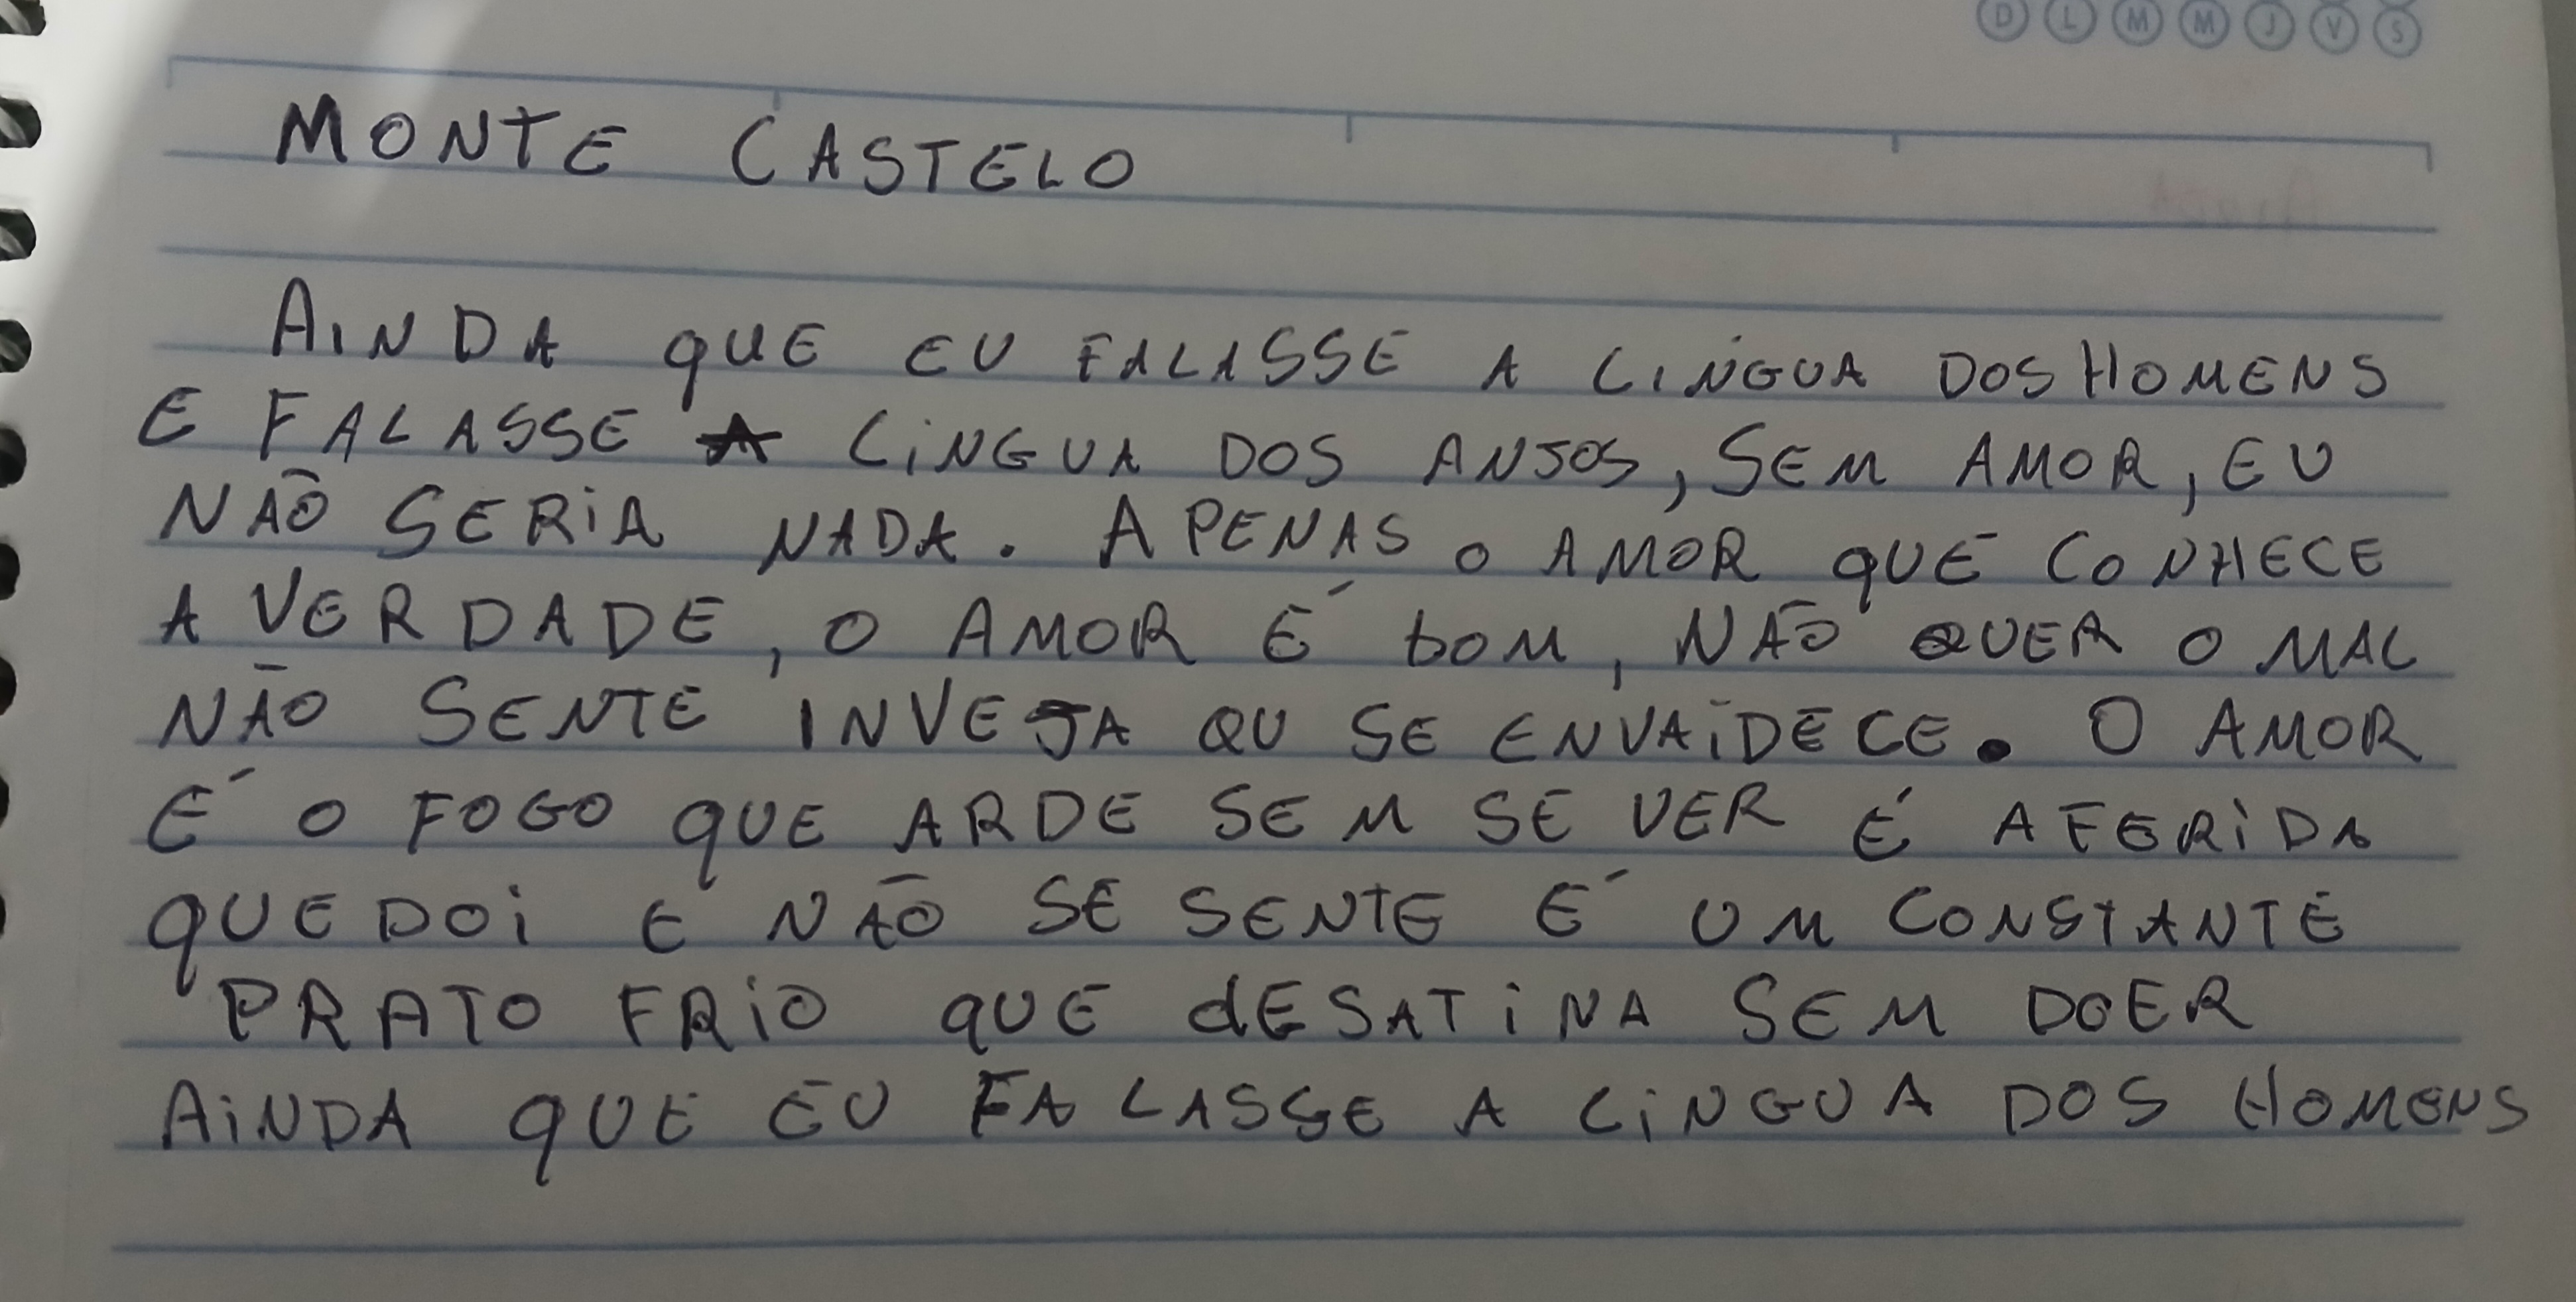 D L M M J V S
MONTE CASTELO
AINDA QUE EU FALASSE A LINGUA DOS HOMENS
E FALASSE A LINGUA DOS ANJOS, SEM AMOR, EU
NÃO SERIA NADA. APENAS O AMOR QUE CONHECE
A VERDADE, O AMOR É BOM, NÃO QUER O MAL
NÃO SENTE INVEJA OU SE ENVAIDECE. O AMOR
É O FOGO QUE ARDE SEM SE VER É A FERIDA
QUE DOI E NÃO SE SENTE É UM CONSTANTE
PRATO FRIO QUE DESATINA SEM DOER
AINDA QUE EU FALASSE A LINGUA DOS HOMENS